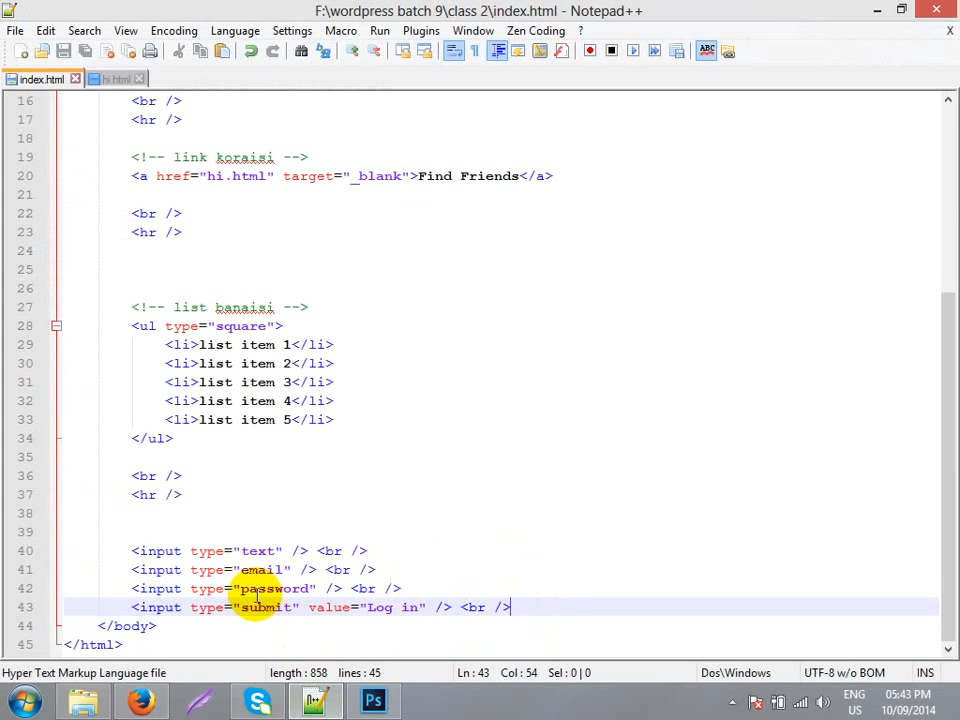 F:\wordpress batch 9\class 2\index.html - Notepad++
File Edit Search View Encoding Language Settings Macro Run Plugins Window Zen Coding ? X
index.html hi.html
16 <br />
17 <hr />
18
19 <!-- link koraisi -->
20 <a href="hi.html" target="_blank">Find Friends</a>
21
22 <br />
23 <hr />
24
25
26
27 <!-- list banaisi -->
28 <ul type="square">
29 <li>list item 1</li>
30 <li>list item 2</li>
31 <li>list item 3</li>
32 <li>list item 4</li>
33 <li>list item 5</li>
34 </ul>
35
36 <br />
37 <hr />
38
39
40 <input type="text" /> <br />
41 <input type="email" /> <br />
42 <input type="password" /> <br />
43 <input type="submit" value="Log in" /> <br />
44 </body>
45 </html>
Hyper Text Markup Language file length : 858 lines : 45 Ln : 43 Col : 54 Sel : 0 | 0 Dos\Windows UTF-8 w/o BOM INS
ENG 05:43 PM
US 10/09/2014